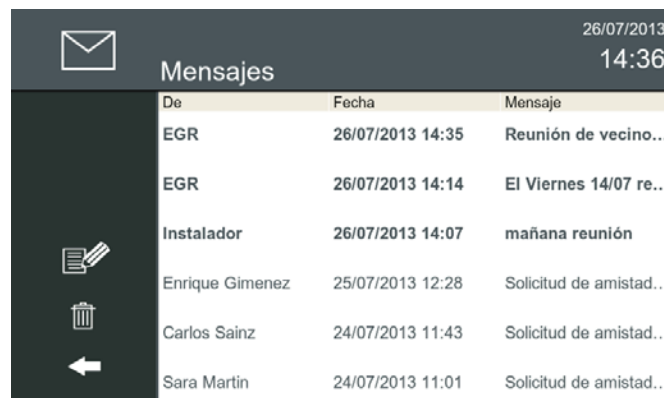 26/07/2013
14:36
Mensajes
De Fecha Mensaje
EGR 26/07/2013 14:35 Reunión de vecino..
EGR 26/07/2013 14:14 El Viernes 14/07 re..
Instalador 26/07/2013 14:07 mañana reunión
Enrique Gimenez 25/07/2013 12:28 Solicitud de amistad..
Carlos Sainz 24/07/2013 11:43 Solicitud de amistad..
Sara Martin 24/07/2013 11:01 Solicitud de amistad..